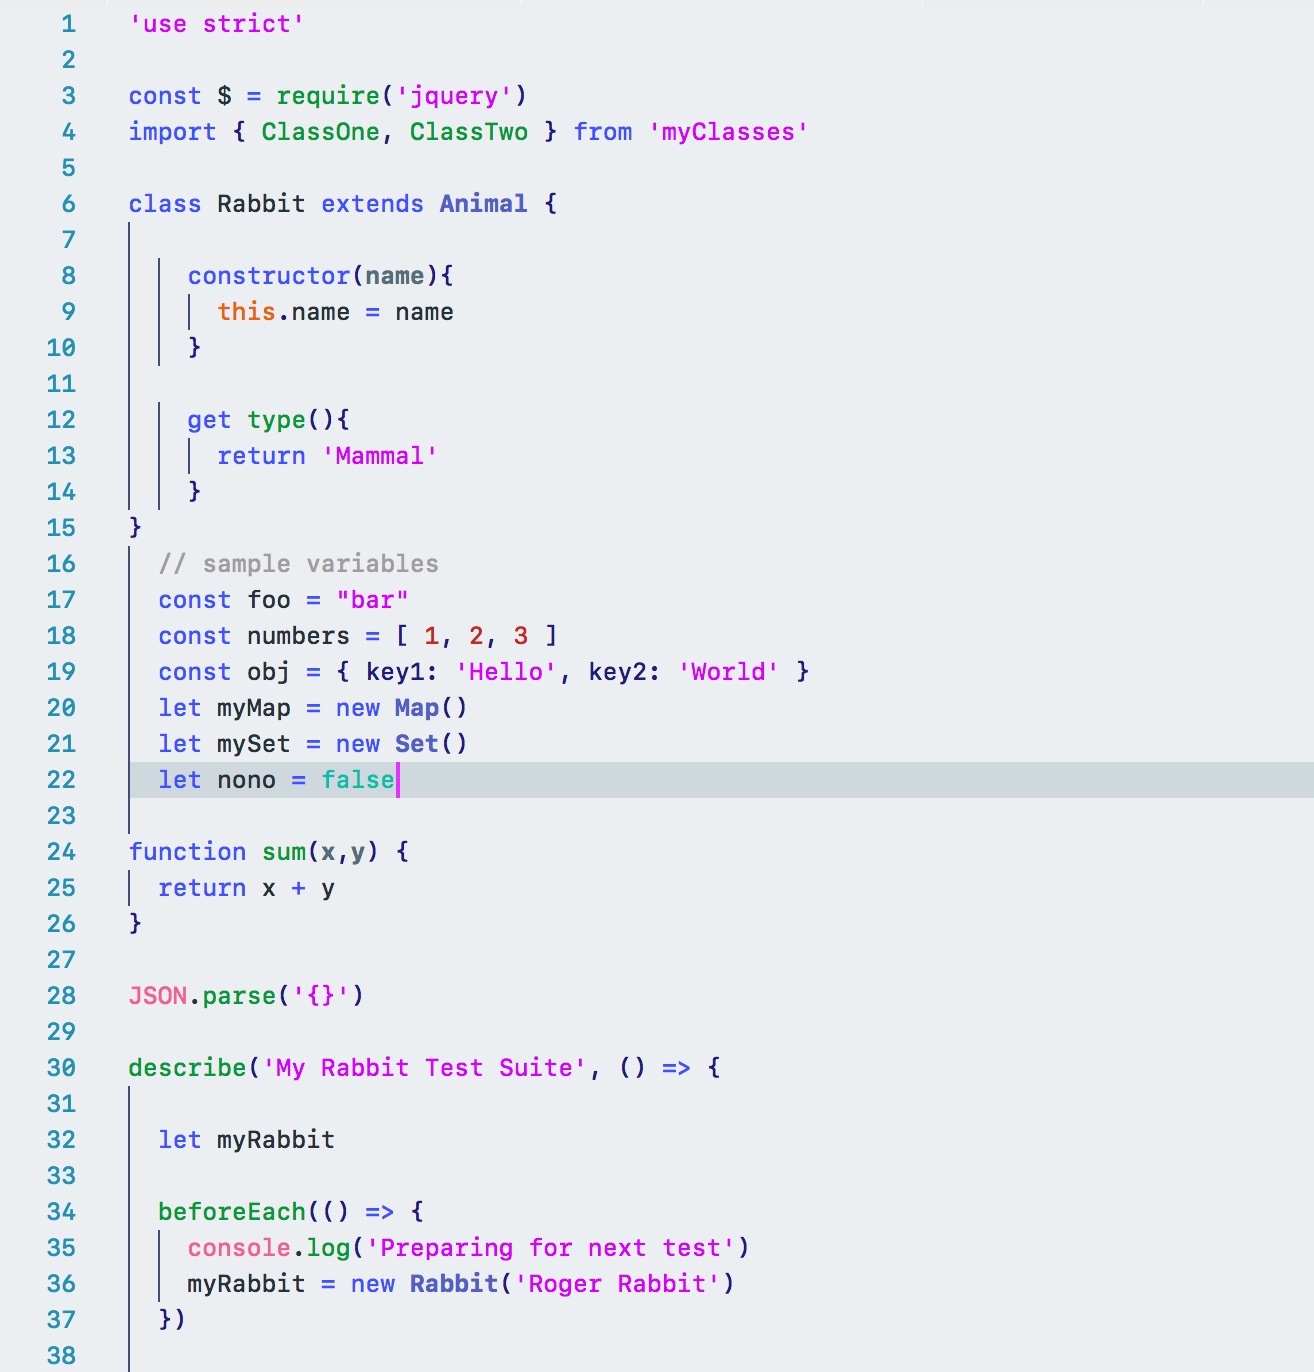 1 'use strict'
2
3 const $ = require('jquery')
4 import { ClassOne, ClassTwo } from 'myClasses'
5
6 class Rabbit extends Animal {
7
8     constructor(name){
9       this.name = name
10     }
11
12     get type(){
13       return 'Mammal'
14     }
15 }
16   // sample variables
17   const foo = "bar"
18   const numbers = [ 1, 2, 3 ]
19   const obj = { key1: 'Hello', key2: 'World' }
20   let myMap = new Map()
21   let mySet = new Set()
22   let nono = false
23
24 function sum(x,y) {
25   return x + y
26 }
27
28 JSON.parse('{}')
29
30 describe('My Rabbit Test Suite', () => {
31
32   let myRabbit
33
34   beforeEach(() => {
35     console.log('Preparing for next test')
36     myRabbit = new Rabbit('Roger Rabbit')
37   })
38